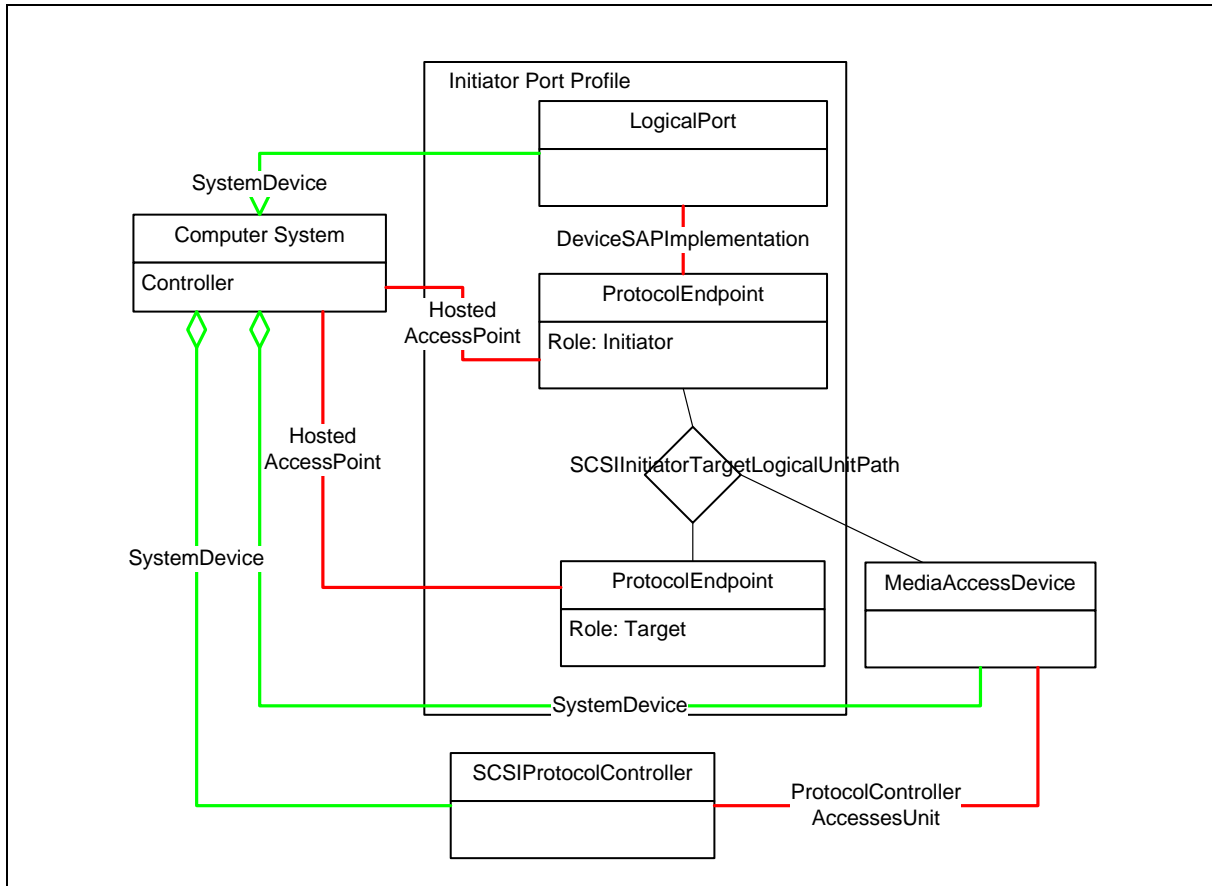 Initiator Port Profile
LogicalPort
SystemDevice
Computer System
Controller
DeviceSAPImplementation
ProtocolEndpoint
Role: Initiator
Hosted
AccessPoint
Hosted
AccessPoint
SCSIInitiatorTargetLogicalUnitPath
SystemDevice
ProtocolEndpoint
Role: Target
MediaAccessDevice
SystemDevice
SCSIProtocolController
ProtocolController
AccessesUnit